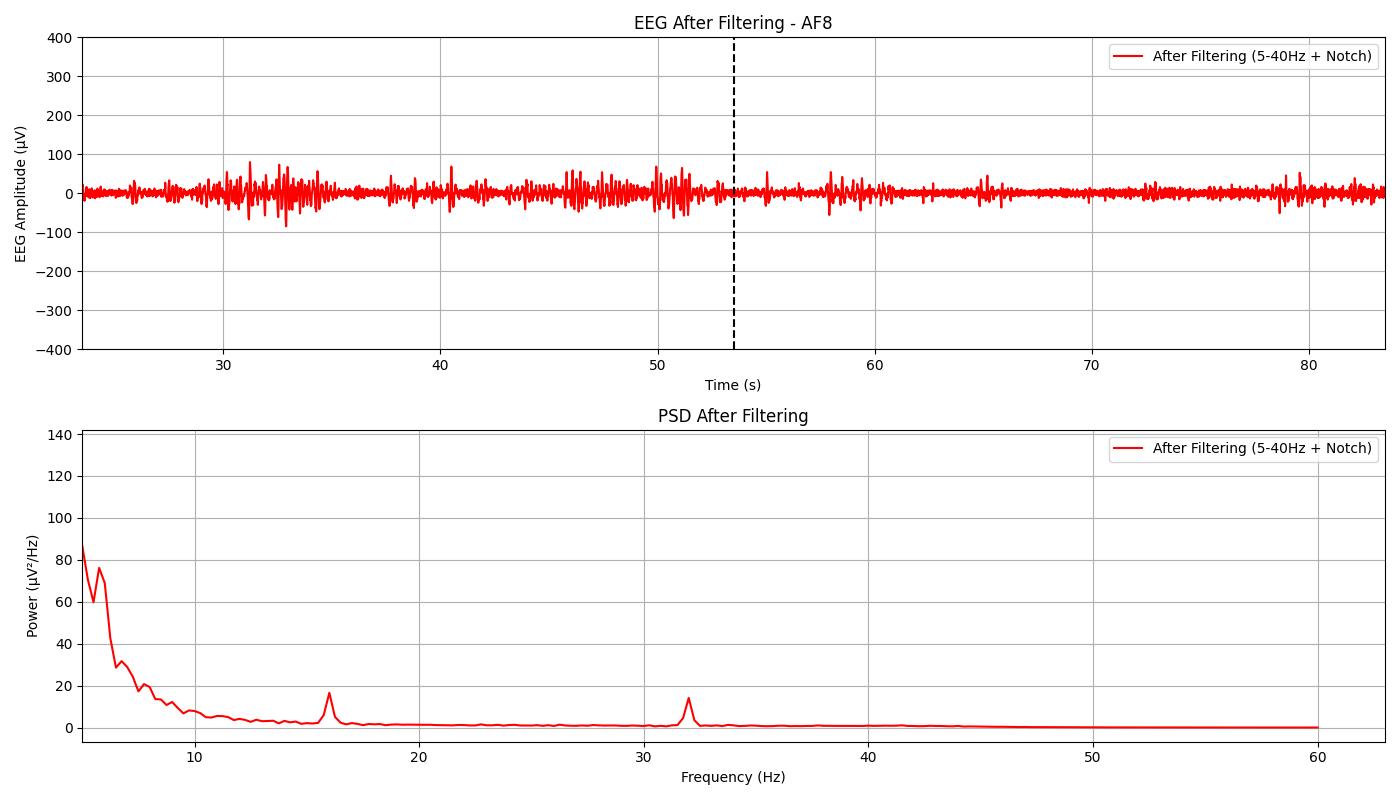 EEG After Filtering - AF8
400
300
200
100
0
−100
−200
−300
−400
EEG Amplitude (µV)
After Filtering (5-40Hz + Notch)
30 40 50 60 70 80
Time (s)
PSD After Filtering
140
120
100
80
60
40
20
0
Power (µV²/Hz)
After Filtering (5-40Hz + Notch)
10 20 30 40 50 60
Frequency (Hz)